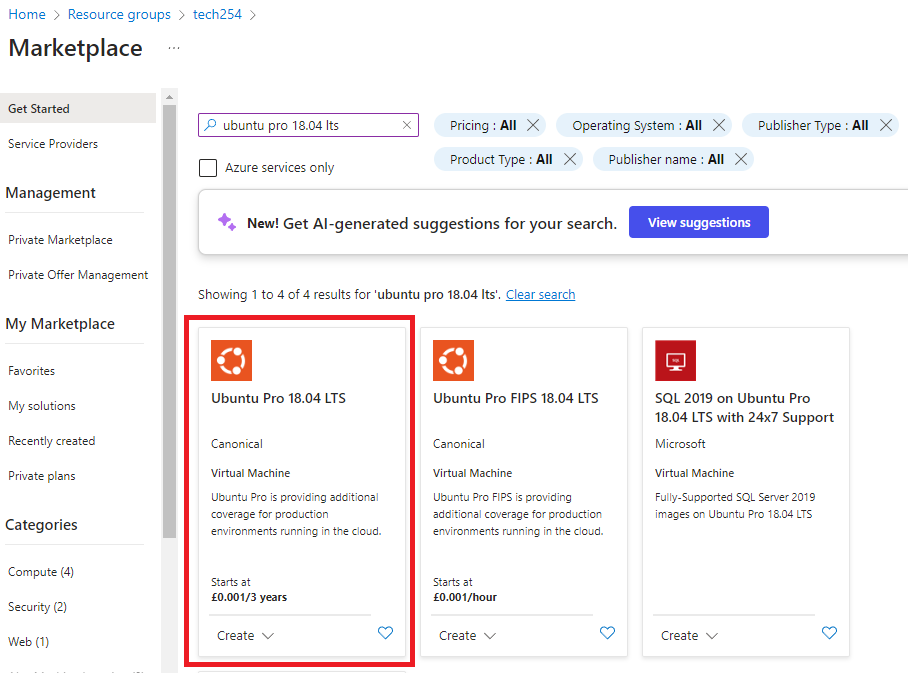 Home > Resource groups > tech254 >
Marketplace ...
Get Started
Service Providers
Management
Private Marketplace
Private Offer Management
My Marketplace
Favorites
My solutions
Recently created
Private plans
Categories
Compute (4)
Security (2)
Web (1)
ubuntu pro 18.04 lts
Pricing : All
Operating System : All
Publisher Type : All
Azure services only
Product Type : All
Publisher name : All
New! Get AI-generated suggestions for your search.
View suggestions
Showing 1 to 4 of 4 results for 'ubuntu pro 18.04 lts'. Clear search
Ubuntu Pro 18.04 LTS
Canonical
Virtual Machine
Ubuntu Pro is providing additional
coverage for production
environments running in the cloud.
Starts at
£0.001/3 years
Create
Ubuntu Pro FIPS 18.04 LTS
Canonical
Virtual Machine
Ubuntu Pro FIPS is providing
additional coverage for production
environments running in the cloud.
Starts at
£0.001/hour
Create
SQL
SQL 2019 on Ubuntu Pro
18.04 LTS with 24x7 Support
Microsoft
Virtual Machine
Fully-Supported SQL Server 2019
images on Ubuntu Pro 18.04 LTS
Create